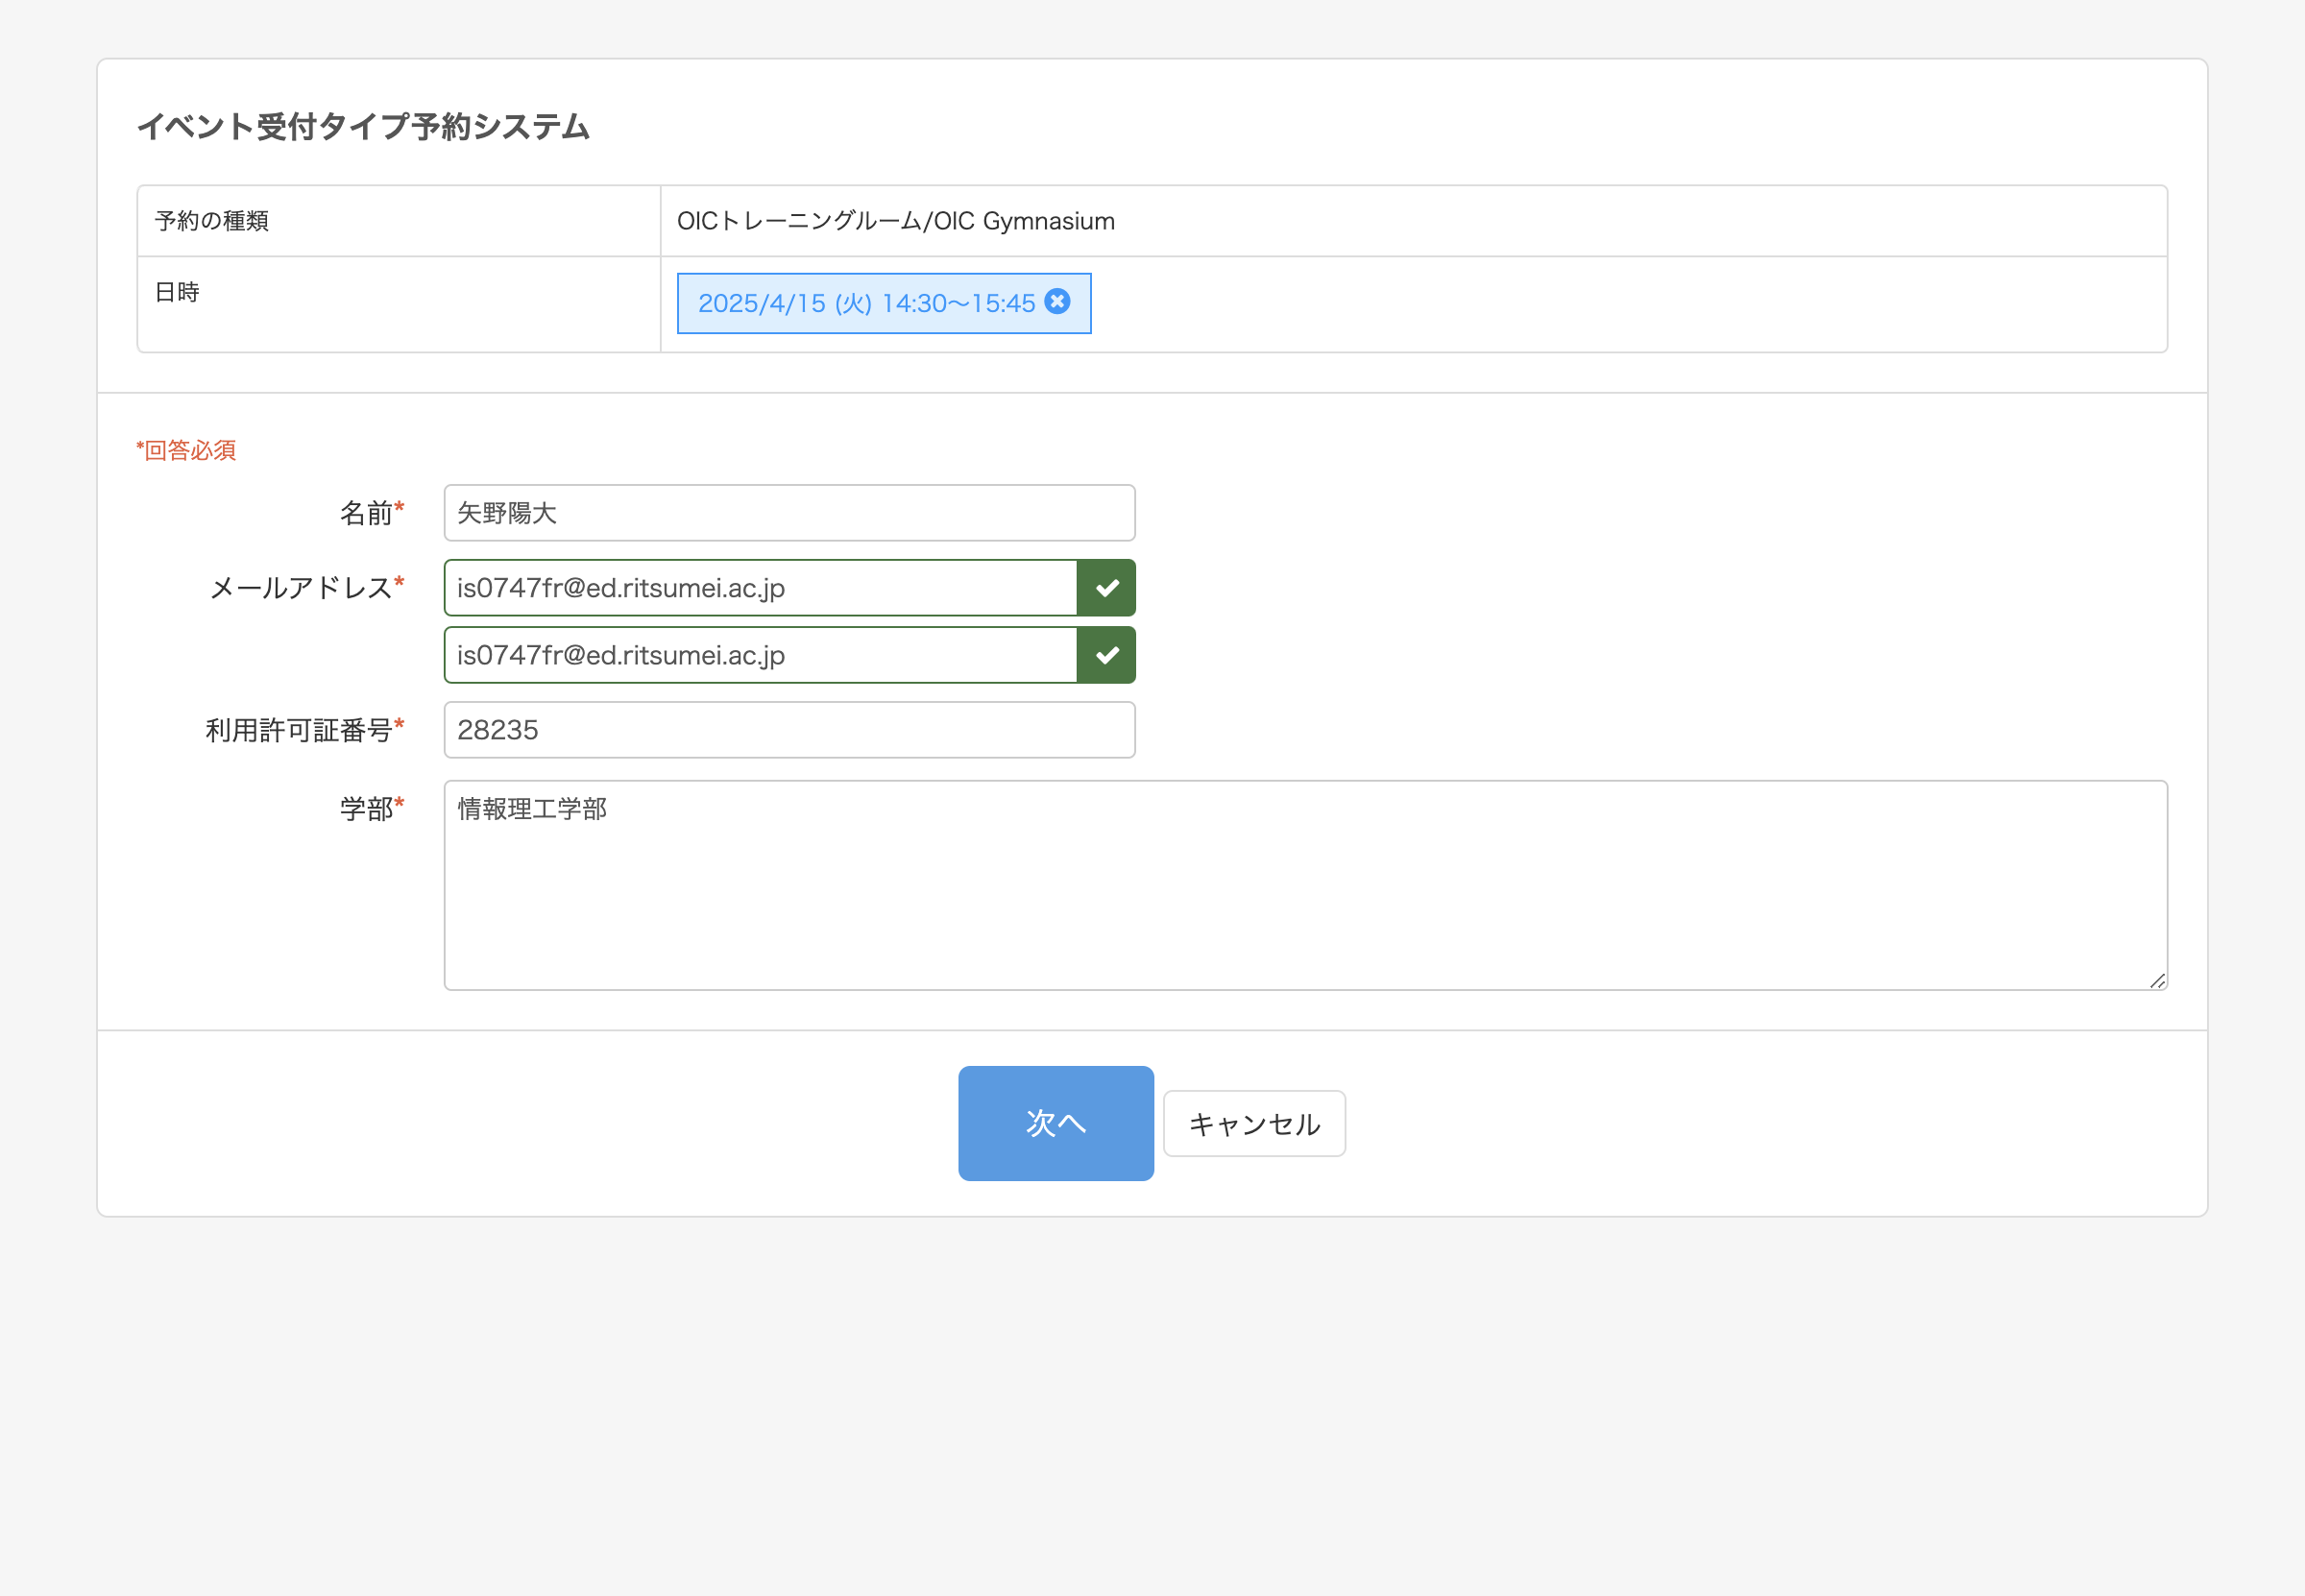 イベント受付タイプ予約システム
予約の種類 OICトレーニングルーム/OIC Gymnasium
日時 2025/4/15 (火) 14:30〜15:45
*回答必須
名前* 矢野陽大
メールアドレス* is0747fr@ed.ritsumei.ac.jp
is0747fr@ed.ritsumei.ac.jp
利用許可証番号* 28235
学部* 情報理工学部
次へ キャンセル